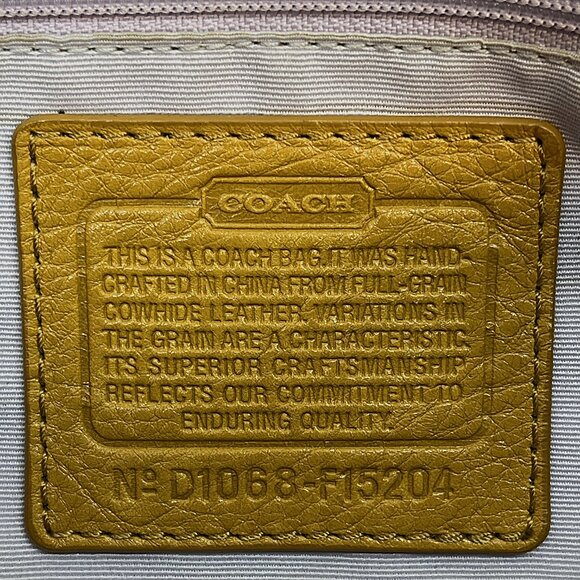 COACH
THIS IS A COACH BAG. IT WAS HAND-
CRAFTED IN CHINA FROM FULL-GRAIN
COWHIDE LEATHER. VARIATIONS IN
THE GRAIN ARE A CHARACTERISTIC.
ITS SUPERIOR CRAFTSMANSHIP
REFLECTS OUR COMMITMENT TO
ENDURING QUALITY.
Nº D1068-F15204